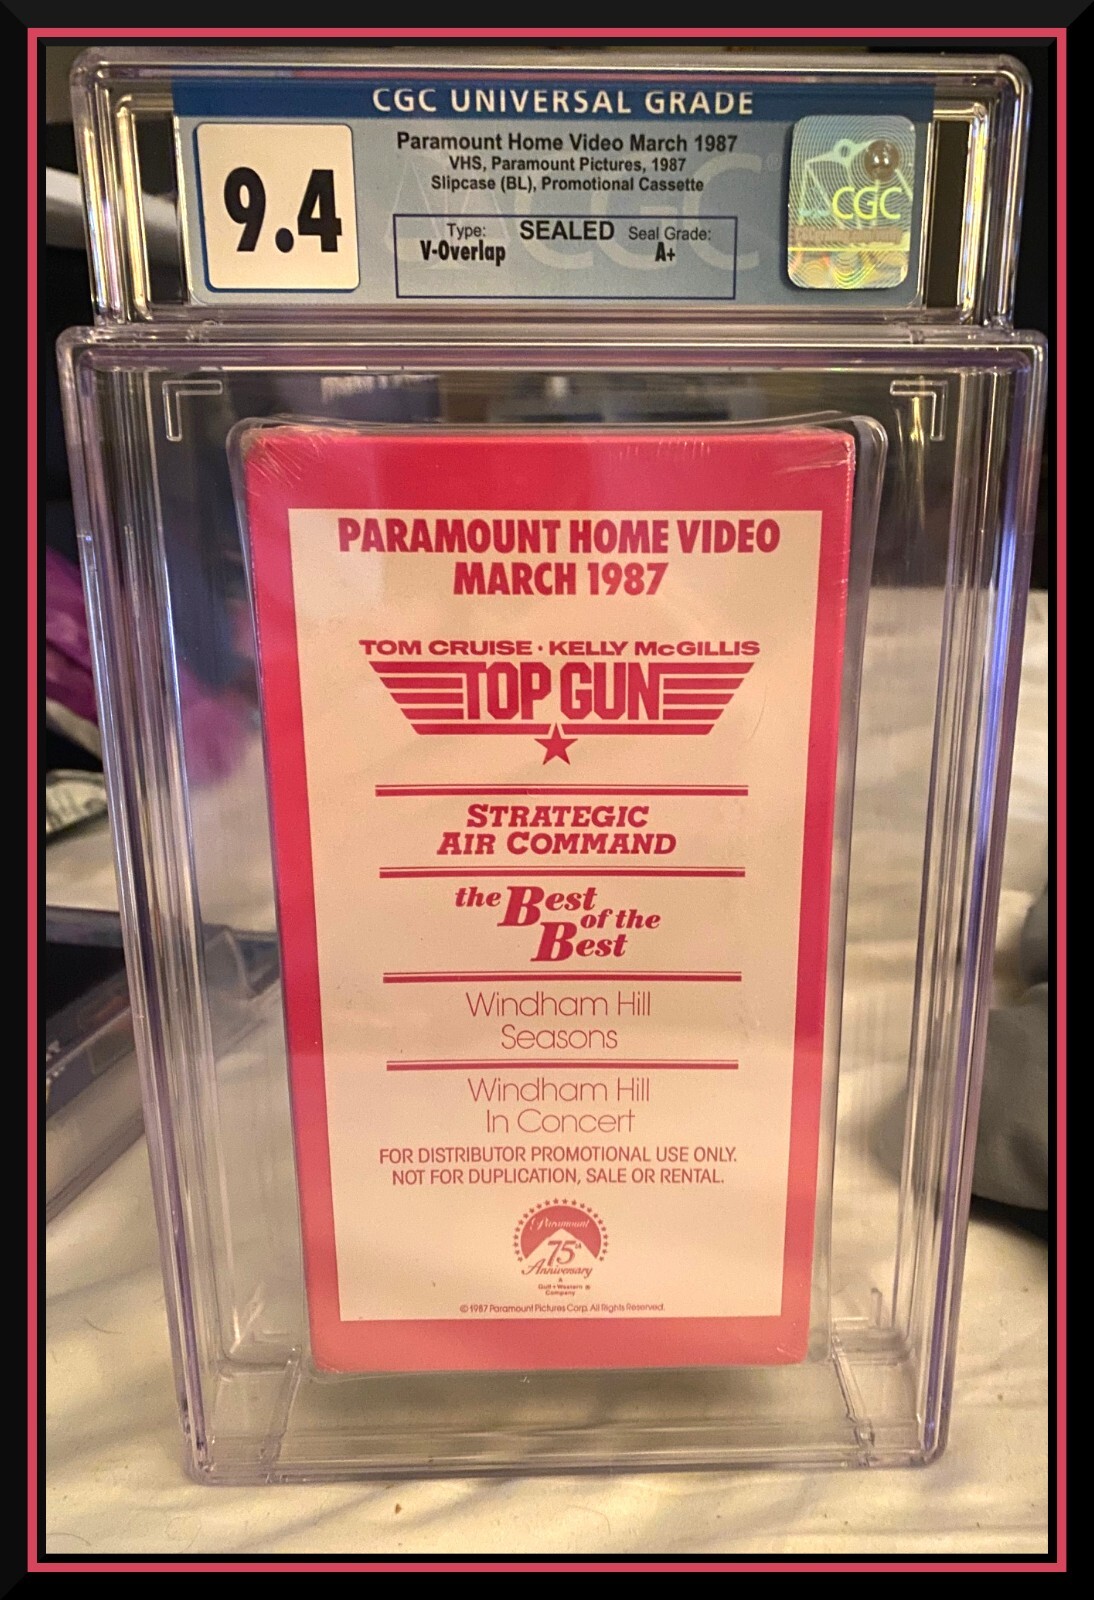 CGC UNIVERSAL GRADE
9.4
Paramount Home Video March 1987
VHS, Paramount Pictures, 1987
Slipcase (BL), Promotional Cassette
Type: SEALED Seal Grade:
V-Overlap A+
CGC
PARAMOUNT HOME VIDEO
MARCH 1987
TOM CRUISE · KELLY McGILLIS
TOP GUN
STRATEGIC
AIR COMMAND
the Best
of the
Best
Windham Hill
Seasons
Windham Hill
In Concert
FOR DISTRIBUTOR PROMOTIONAL USE ONLY.
NOT FOR DUPLICATION, SALE OR RENTAL.
Paramount
75th
Anniversary
A
Gulf + Western
Company
©1987 Paramount Pictures Corp. All Rights Reserved.